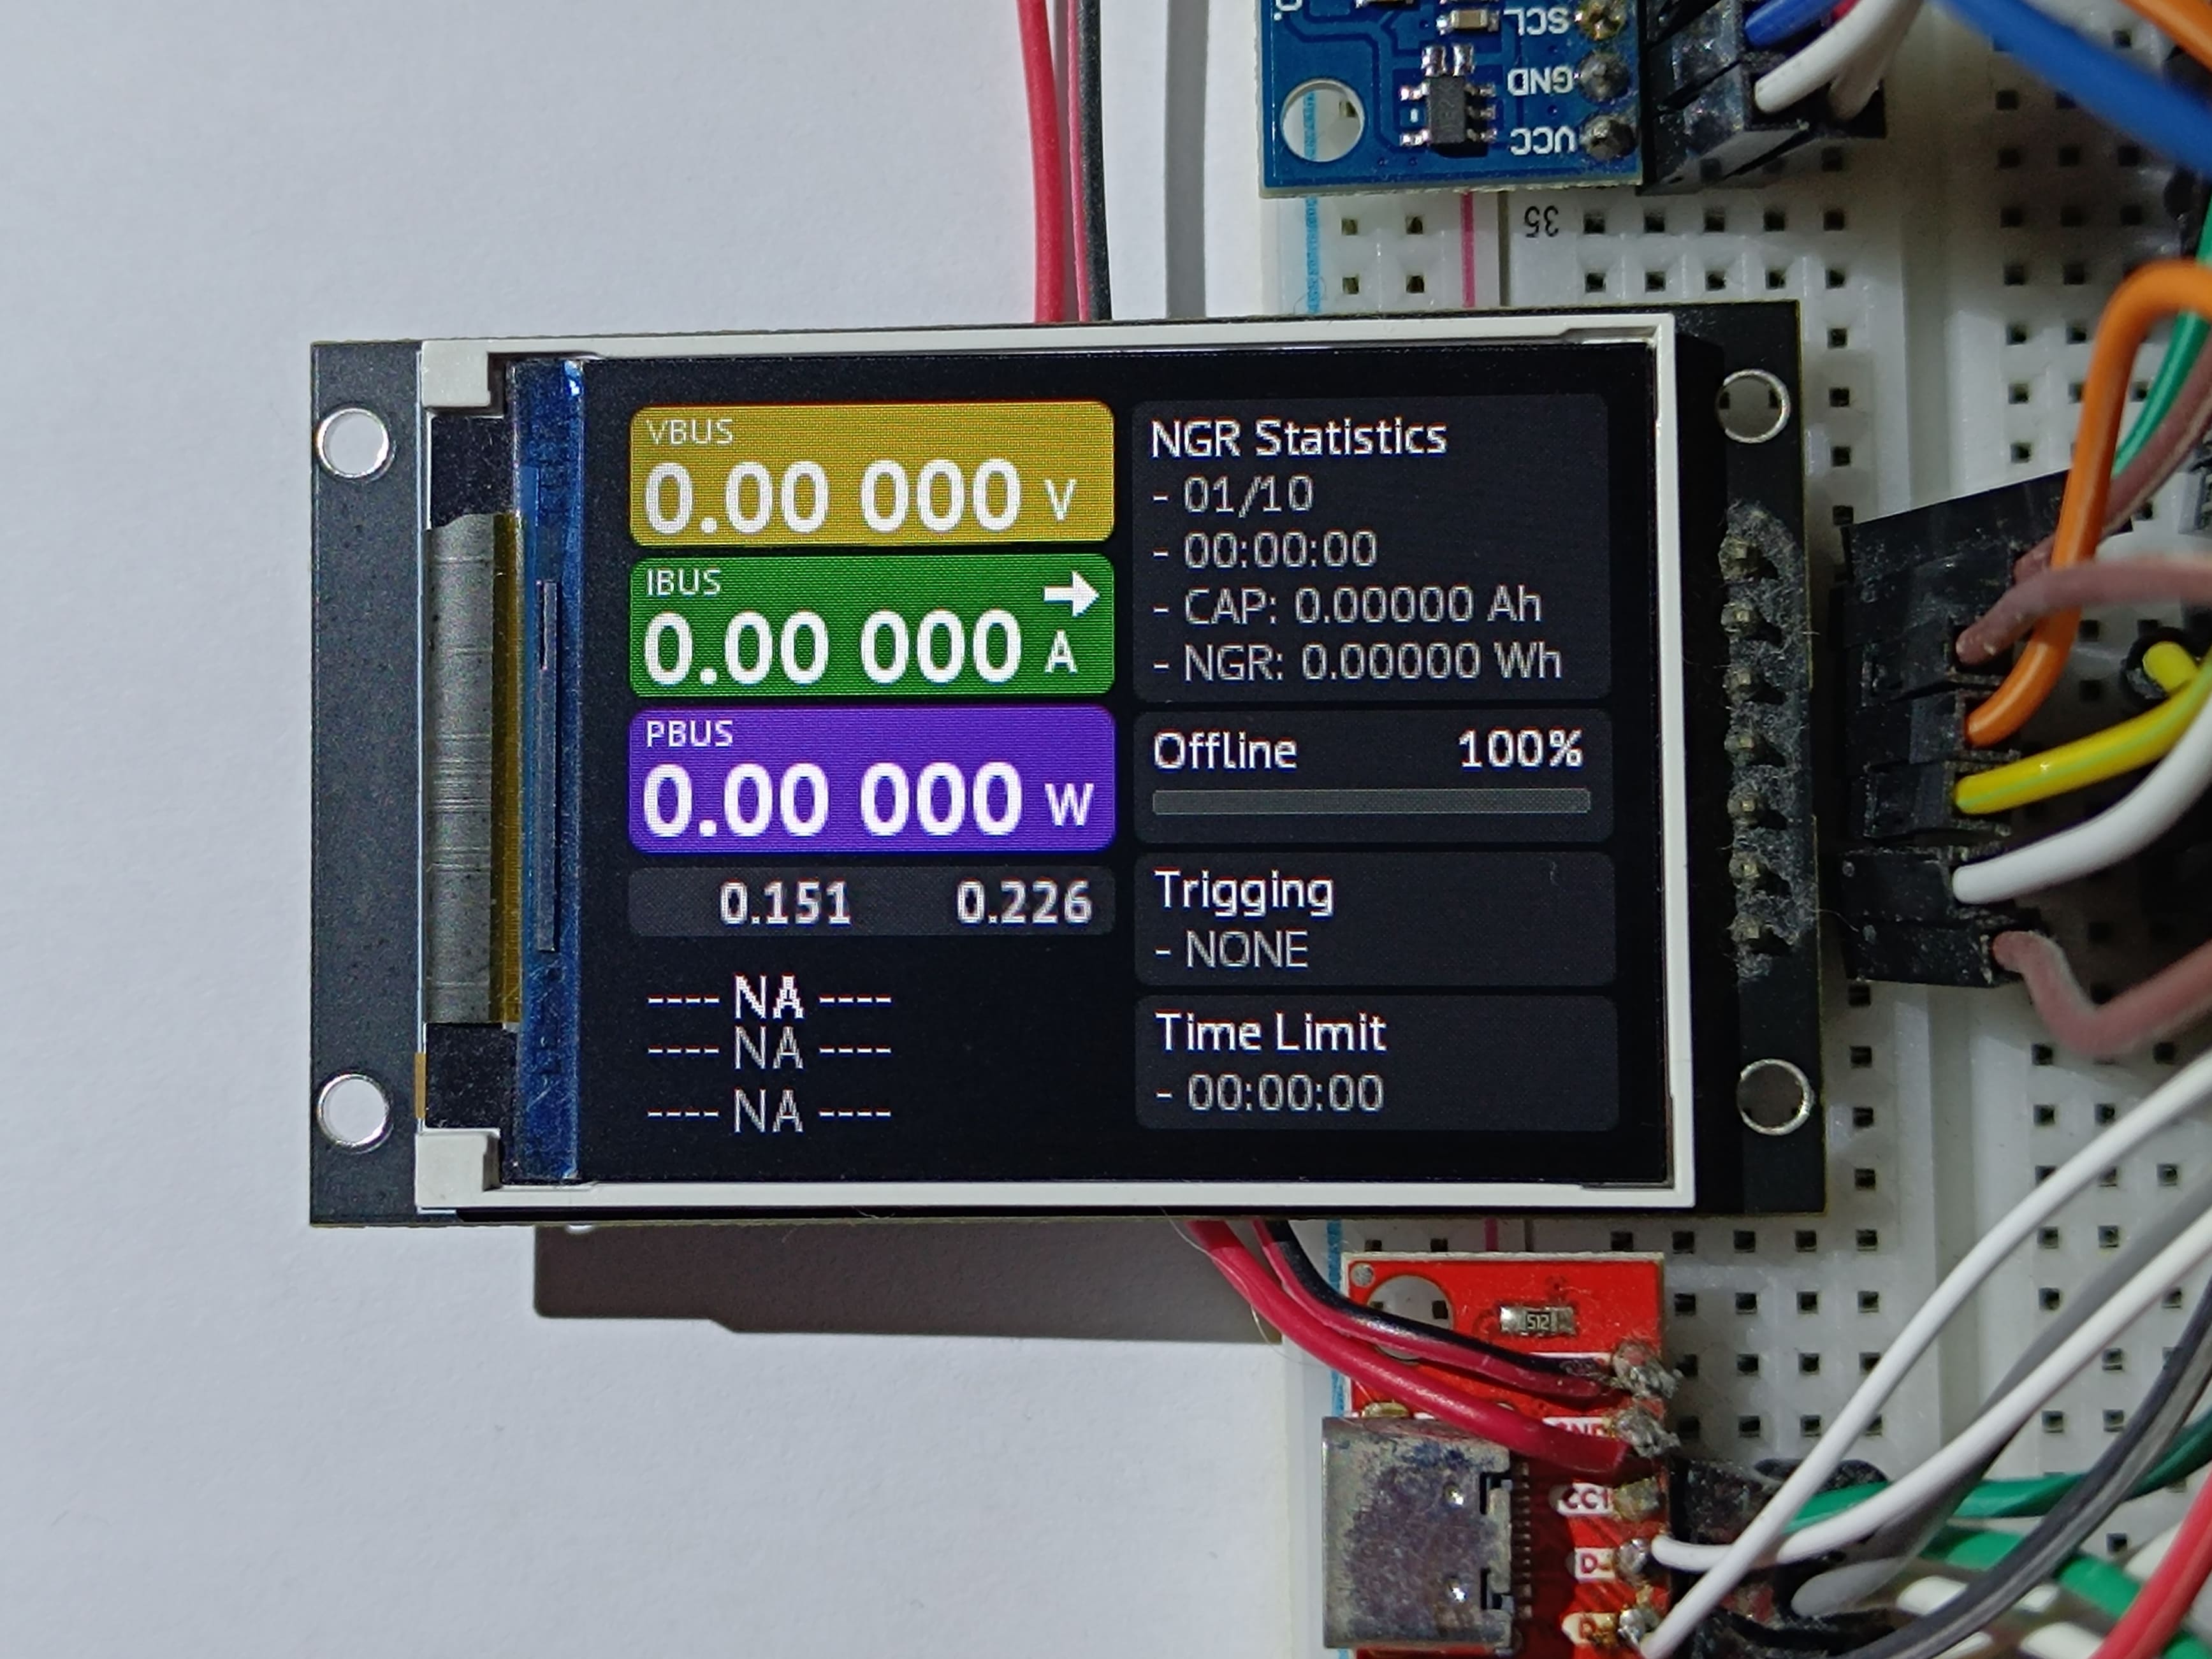 SCL
GND
VCC
35
VBUS
0.00 000 V
IBUS
0.00 000 A
PBUS
0.00 000 W
0.151 0.226
---- NA ----
---- NA ----
---- NA ----
NGR Statistics
- 01/10
- 00:00:00
- CAP: 0.00000 Ah
- NGR: 0.00000 Wh
Offline 100%
Trigging
- NONE
Time Limit
- 00:00:00
512